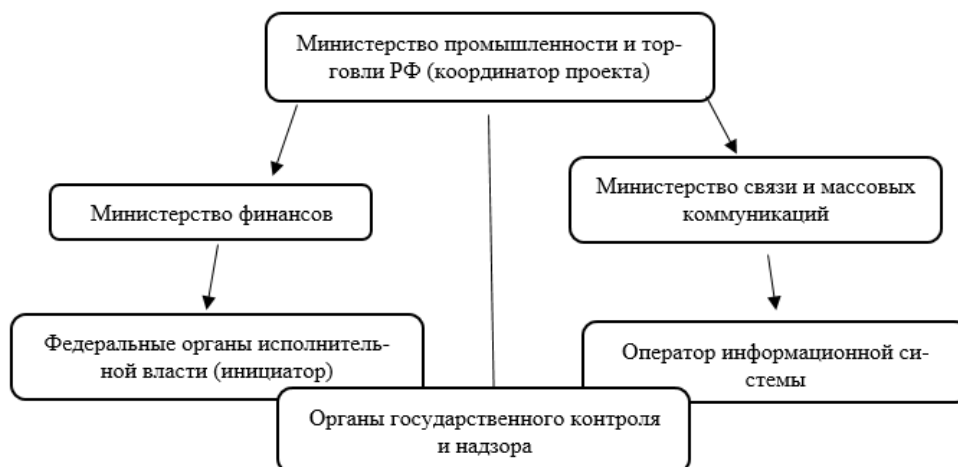 Министерство промышленности и тор-
говли РФ (координатор проекта)
Министерство финансов
Министерство связи и массовых
коммуникаций
Федеральные органы исполнитель-
ной власти (инициатор)
Оператор информационной си-
стемы
Органы государственного контроля
и надзора